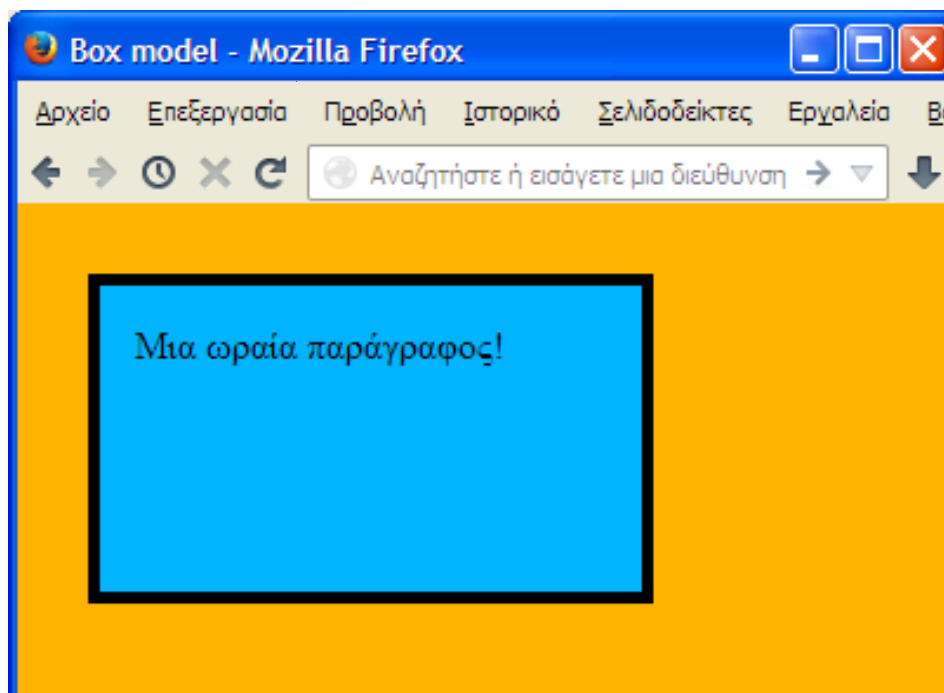 Box model - Mozilla Firefox
Αρχείο Επεξεργασία Προβολή Ιστορικό Σελιδοδείκτες Εργαλεία
Αναζητήστε ή εισάγετε μια διεύθυνση
Μια ωραία παράγραφος!